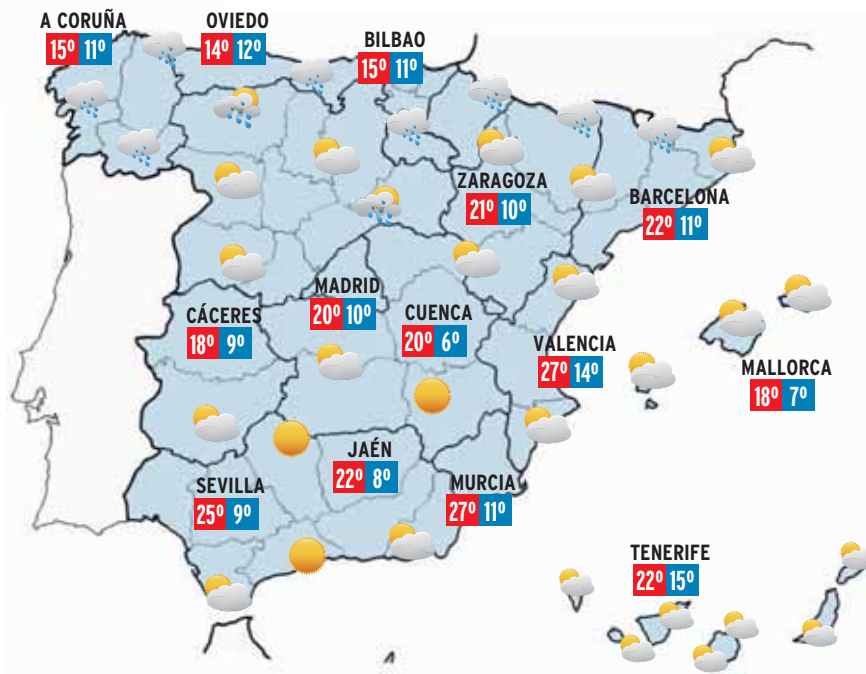 A CORUÑA
15º 11º
OVIEDO
14º 12º
BILBAO
15º 11º
ZARAGOZA
21º 10º
BARCELONA
22º 11º
MADRID
20º 10º
CÁCERES
18º 9º
CUENCA
20º 6º
VALENCIA
27º 14º
MALLORCA
18º 7º
JAÉN
22º 8º
SEVILLA
25º 9º
MURCIA
27º 11º
TENERIFE
22º 15º